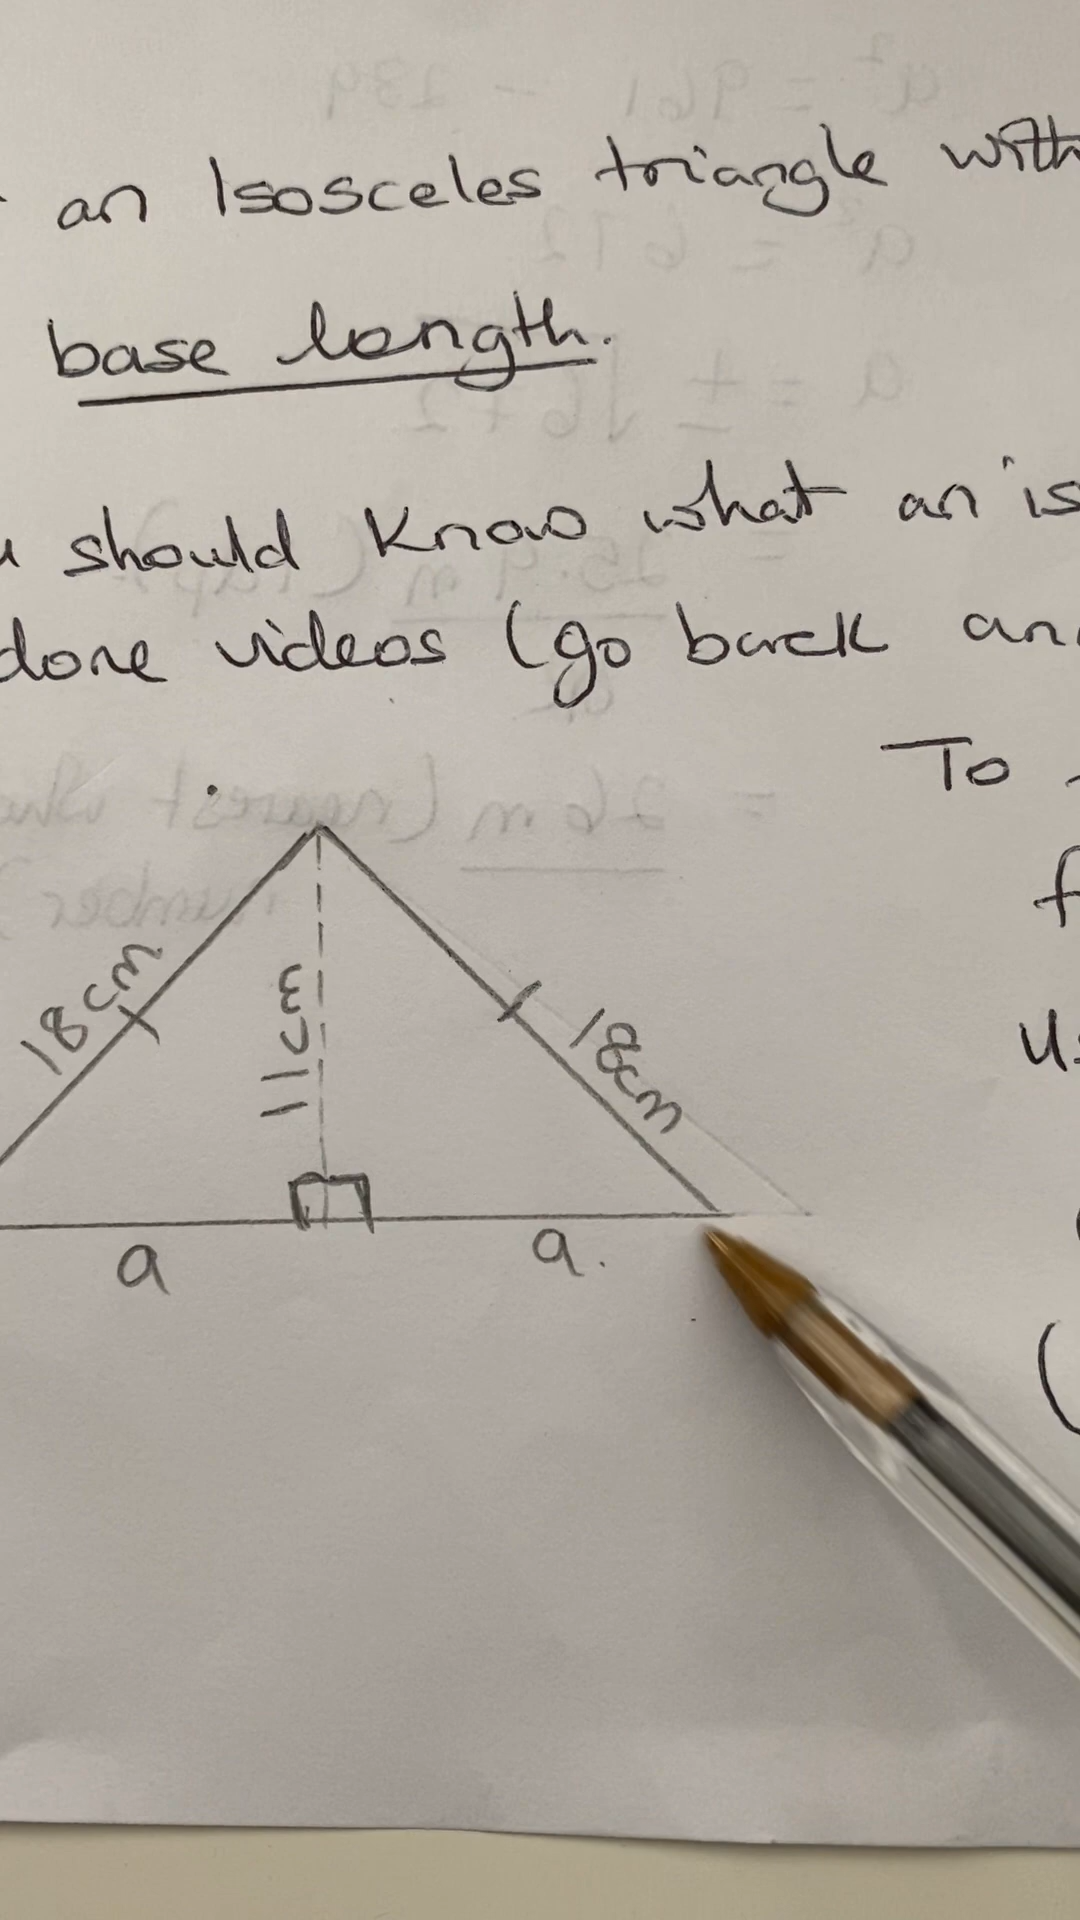 an Isosceles triangle with
base length.
should know what an is
done videos (go back an
To
18cm
11cm
18cm
a
a.